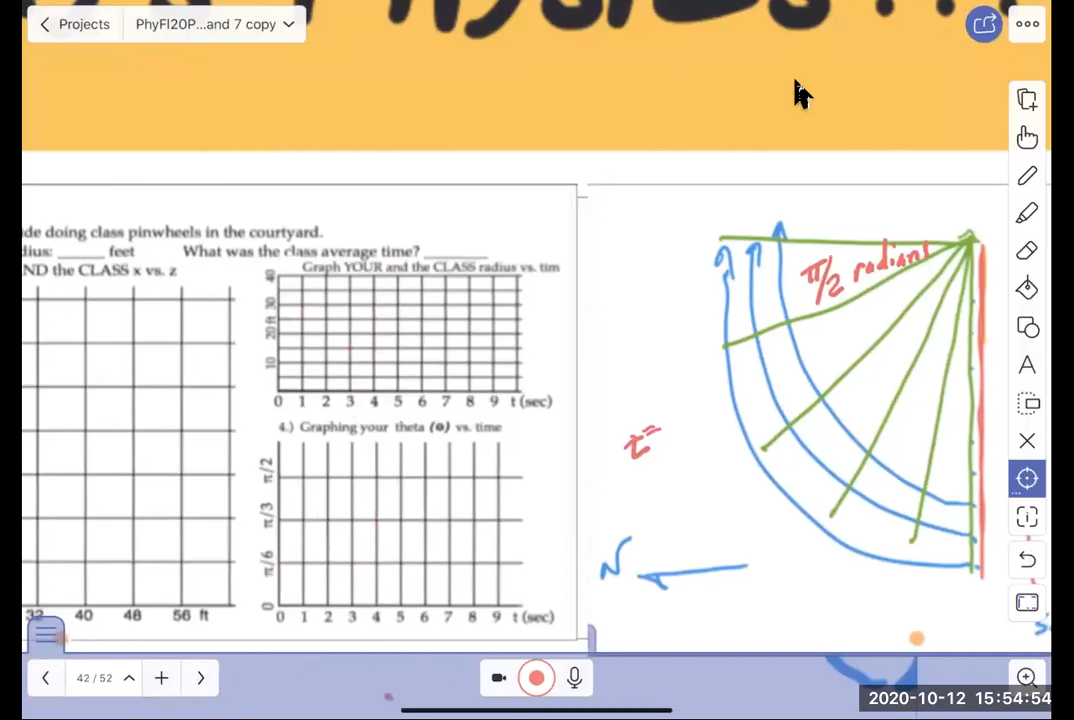 Projects
PhyFl20P...and 7 copy
de doing class pinwheels in the courtyard.
dius: _____ feet What was the class average time? _______
ND the CLASS x vs. z
Graph YOUR and the CLASS radius vs. tim
40
30
20 ft
10
0 1 2 3 4 5 6 7 8 9 t (sec)
4.) Graphing your theta (θ) vs. time
π/2
π/3
π/6
0
0 1 2 3 4 5 6 7 8 9 t (sec)
32 40 48 56 ft
π/2 radians
t=
N
42 / 52
2020-10-12 15:54:54